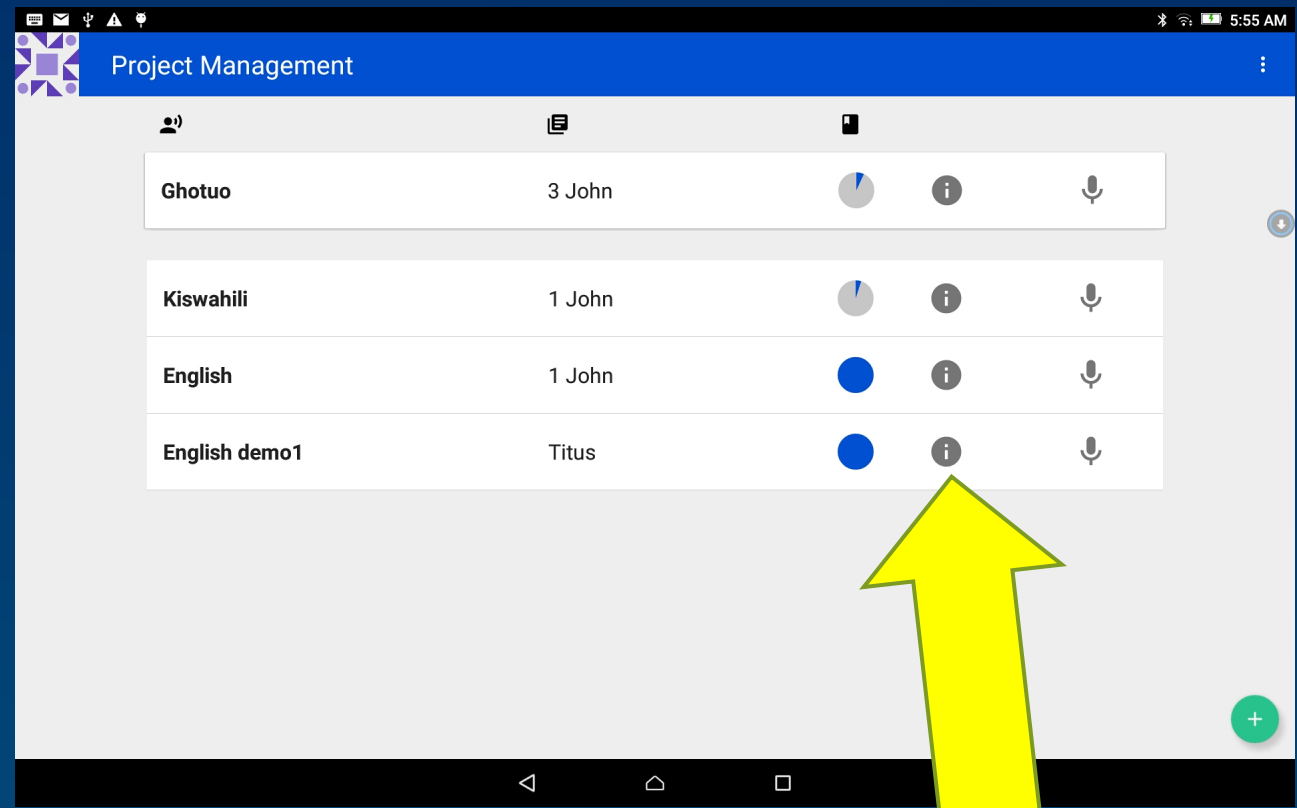 5:55 AM
Project Management
Ghotuo 3 John
Kiswahili 1 John
English 1 John
English demo1 Titus